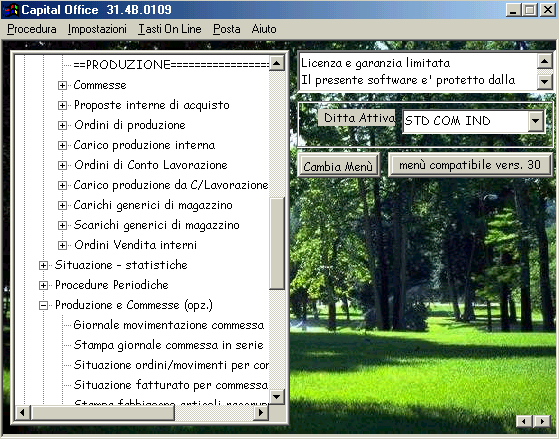 Capital Office 31.4B.0109
Procedura Impostazioni Tasti On Line Posta Aiuto
==PRODUZIONE=================
Commesse
Proposte interne di acquisto
Ordini di produzione
Carico produzione interna
Ordini di Conto Lavorazione
Carico produzione da C/Lavorazione
Carichi generici di magazzino
Scarichi generici di magazzino
Ordini Vendita interni
Situazione - statistiche
Procedure Periodiche
Produzione e Commesse (opz.)
Giornale movimentazione commessa
Stampa giornale commessa in serie
Situazione ordini/movimenti per con
Situazione fatturato per commessa
Licenza e garanzia limitata
Il presente software e' protetto dalla
Ditta Attiva
STD COM IND
Cambia Menù
menù compatibile vers. 30